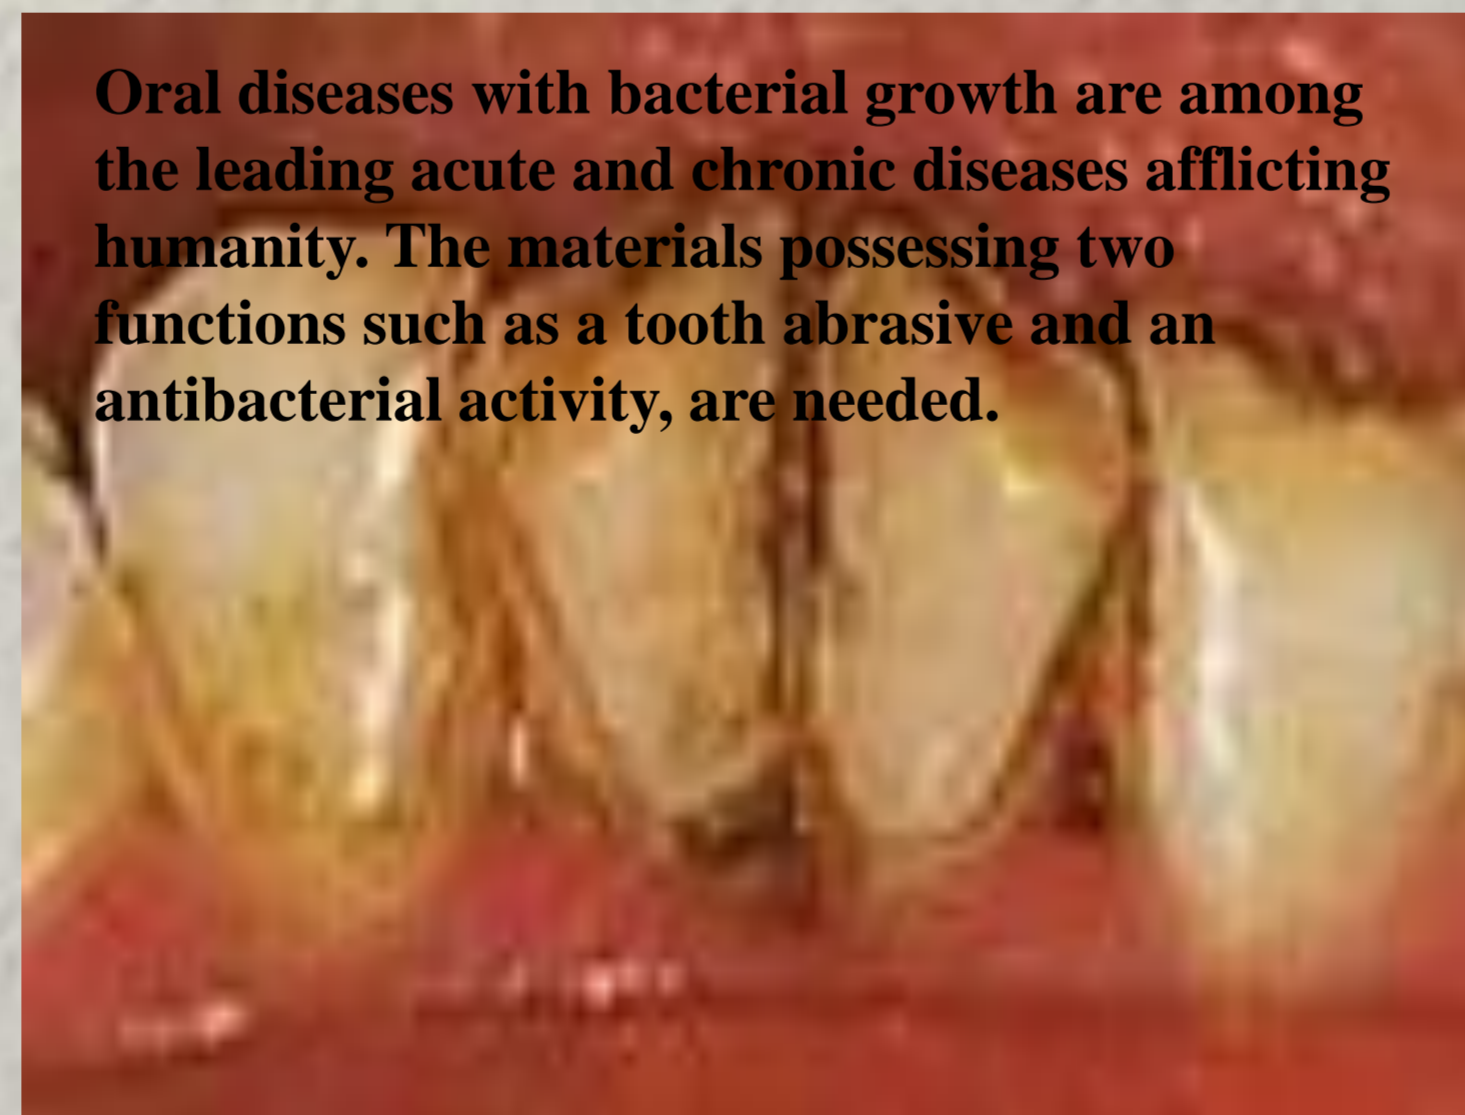 Oral diseases with bacterial growth are among
the leading acute and chronic diseases afflicting
humanity. The materials possessing two
functions such as a tooth abrasive and an
antibacterial activity, are needed.